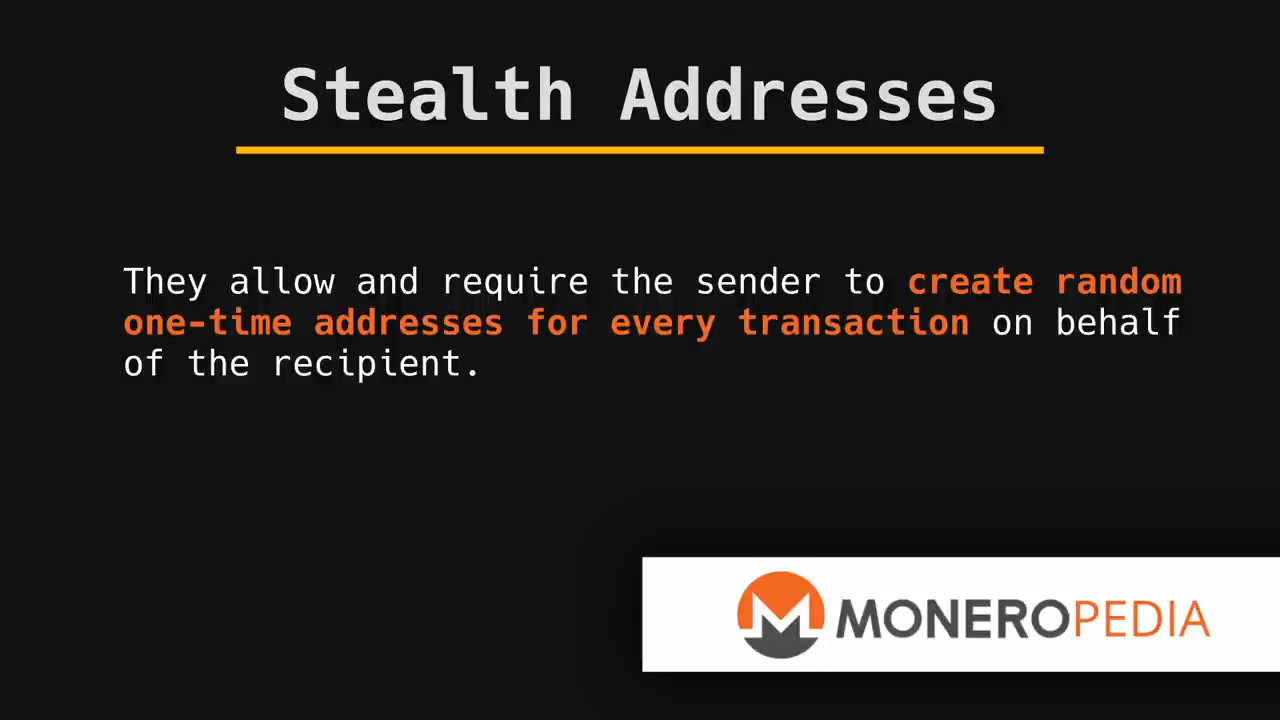 Stealth Addresses
They allow and require the sender to create random
one-time addresses for every transaction on behalf
of the recipient.
MONEROPEDIA